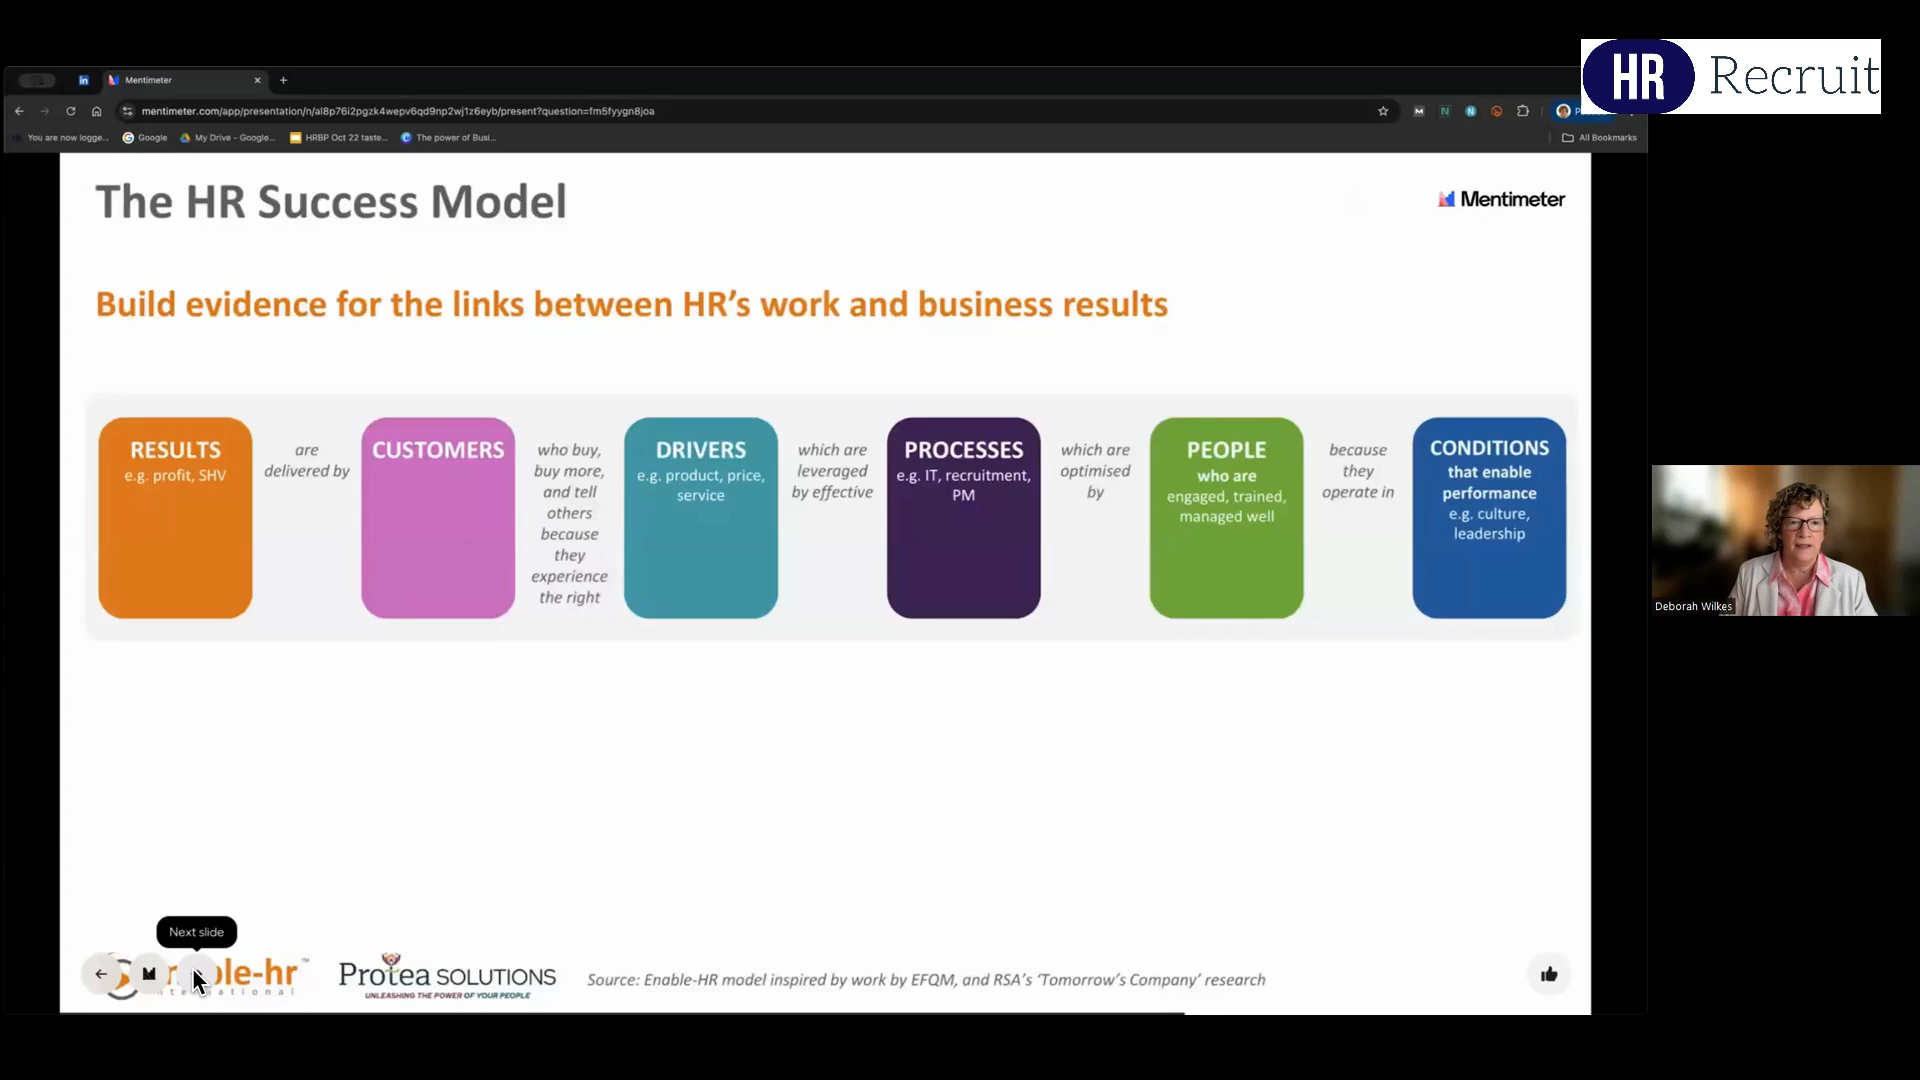 HR Recruit
Mentimeter
mentimeter.com/app/presentation/n/al8p76i2pgzk4wepv6qd9np2wj1z6eyb/present?question=fm5fyygn8joa
You are now logge...
Google
My Drive - Google...
HRBP Oct 22 taste...
The power of Busi...
All Bookmarks
The HR Success Model
Mentimeter
Build evidence for the links between HR's work and business results
RESULTS
e.g. profit, SHV
are
delivered by
CUSTOMERS
who buy,
buy more,
and tell
others
because
they
experience
the right
DRIVERS
e.g. product, price,
service
which are
leveraged
by effective
PROCESSES
e.g. IT, recruitment,
PM
which are
optimised
by
PEOPLE
who are
engaged, trained,
managed well
because
they
operate in
CONDITIONS
that enable
performance
e.g. culture,
leadership
Deborah Wilkes
Next slide
ble-hr
Protea SOLUTIONS
UNLEASHING THE POWER OF YOUR PEOPLE
Source: Enable-HR model inspired by work by EFQM, and RSA's 'Tomorrow's Company' research